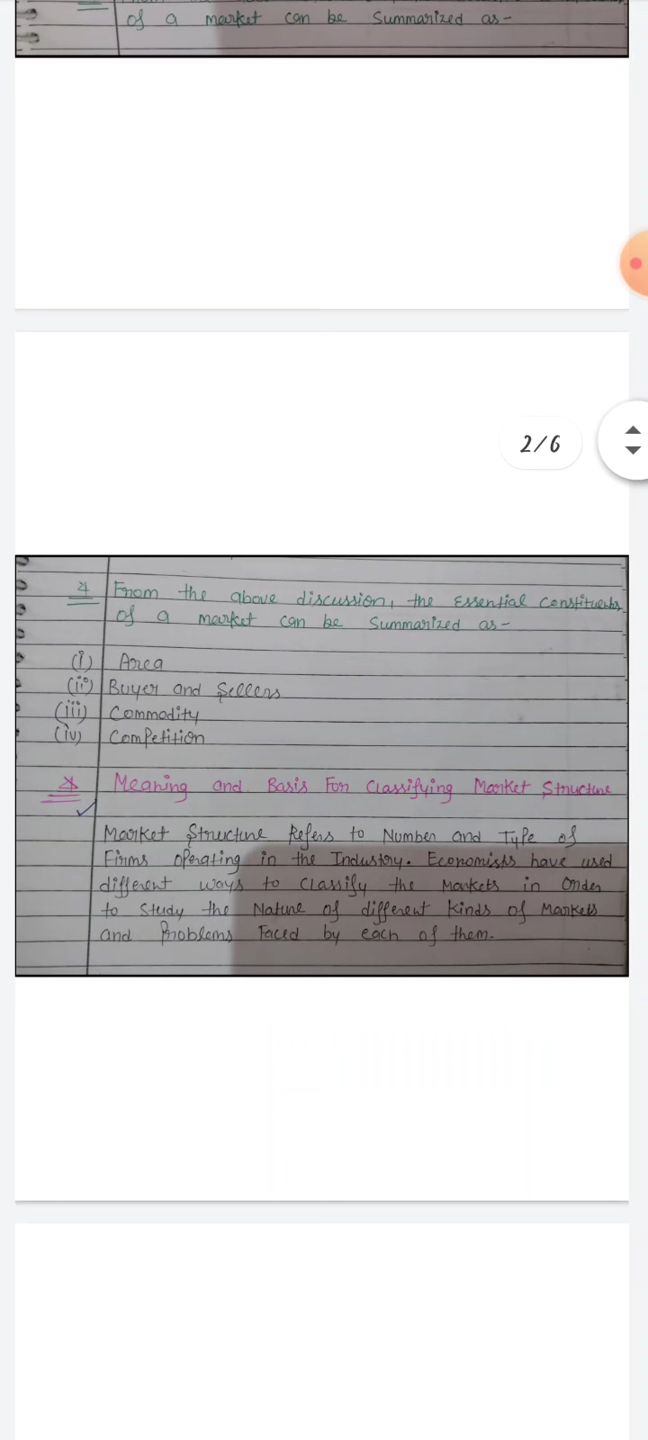 of a market can be Summarized as-
2/6
From the above discussion, the Essential Constituents
of a market can be Summarized as-
(i) Area
(ii) Buyer and Sellers
(iii) Commodity
(iv) Competition
Meaning and Basis For Classifying Market Structure
Market Structure Refers to Number and Type of
Firms operating in the Industry. Economists have used
different ways to classify the Markets in Order
to study the Nature of different kinds of Markets
and Problems Faced by each of them.